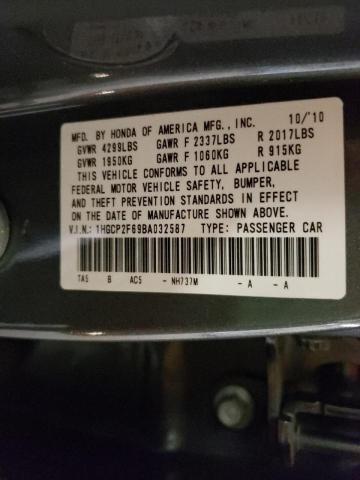 MFD. BY HONDA OF AMERICA MFG., INC. 10/'10
GVWR 4299LBS GAWR F 2337LBS R 2017LBS
GVWR 1950KG GAWR F 1060KG R 915KG
THIS VEHICLE CONFORMS TO ALL APPLICABLE
FEDERAL MOTOR VEHICLE SAFETY, BUMPER,
AND THEFT PREVENTION STANDARDS IN EFFECT
ON THE DATE OF MANUFACTURE SHOWN ABOVE.
V.I.N.: 1HGCP2F69BA032587 TYPE: PASSENGER CAR
TA5 B AC5 - NH737M - A - A